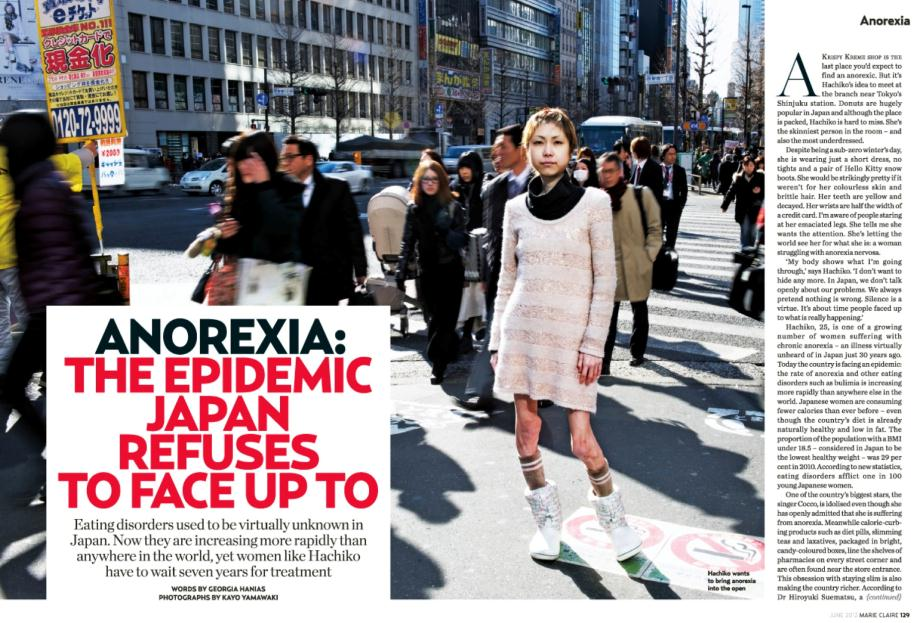 Anorexia
eチケット
NO.1!!
クレジットカードで
現金化
0120-72-9999
ANOREXIA:
THE EPIDEMIC
JAPAN
REFUSES
TO FACE UP TO
Eating disorders used to be virtually unknown in
Japan. Now they are increasing more rapidly than
anywhere in the world, yet women like Hachiko
have to wait seven years for treatment
WORDS BY GEORGIA HANIAS
PHOTOGRAPHS BY KAYO YAMAWAKI
Hachiko wants
to bring anorexia
into the open
A KRISPY KREME SHOP IS THE
last place you'd expect to
find an anorexic. But it's
Hachiko's idea to meet at
the branch near Tokyo's
Shinjuku station. Donuts are hugely
popular in Japan and although the place
is packed, Hachiko is hard to miss. She's
the skinniest person in the room – and
also the most underdressed.
Despite being a sub-zero winter's day,
she is wearing just a short dress, no
tights and a pair of Hello Kitty snow
boots. She would be strikingly pretty if it
weren't for her colourless skin and
brittle hair. Her teeth are yellow and
decayed. Her wrists are half the width of
a credit card. I'm aware of people staring
at her emaciated legs. She tells me she
wants the attention. She's letting the
world see her for what she is: a woman
struggling with anorexia nervosa.
'My body shows what I'm going
through,' says Hachiko. 'I don't want to
hide any more. In Japan, we don't talk
openly about our problems. We always
pretend nothing is wrong. Silence is a
virtue. It's about time people faced up
to what is really happening.'
Hachiko, 25, is one of a growing
number of women suffering with
chronic anorexia – an illness virtually
unheard of in Japan just 30 years ago.
Today the country is facing an epidemic:
the rate of anorexia and other eating
disorders such as bulimia is increasing
more rapidly than anywhere else in the
world. Japanese women are consuming
fewer calories than ever before – even
though the country's diet is already
naturally healthy and low in fat. The
proportion of the population with a BMI
under 18.5 – considered in Japan to be
the lowest healthy weight – was 29 per
cent in 2010. According to new statistics,
eating disorders afflict one in 100
young Japanese women.
One of the country's biggest stars, the
singer Cocco, is idolised even though she
has openly admitted that she is suffering
from anorexia. Meanwhile calorie-curb-
ing products such as diet pills, slimming
teas and laxatives, packaged in bright,
candy-coloured boxes, line the shelves of
pharmacies on every street corner and
are often found near the store entrance.
This obsession with staying slim is also
making the country richer. According to
Dr Hiroyuki Suematsu, a (continued)
JUNE 2012 MARIE CLAIRE 129